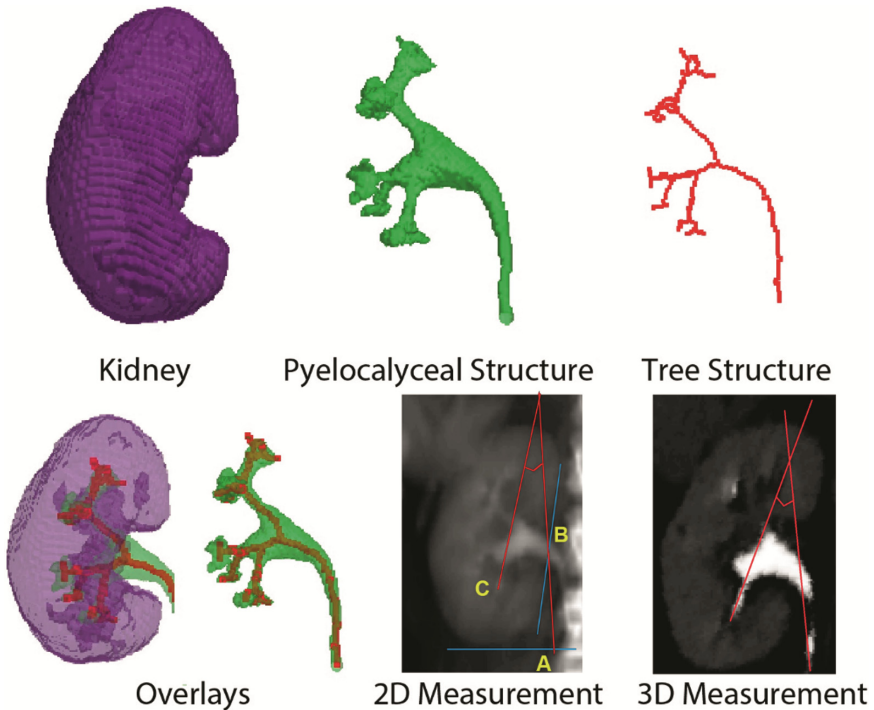 Kidney
Pyelocalyceal Structure
Tree Structure
B
C
A
Overlays
2D Measurement
3D Measurement